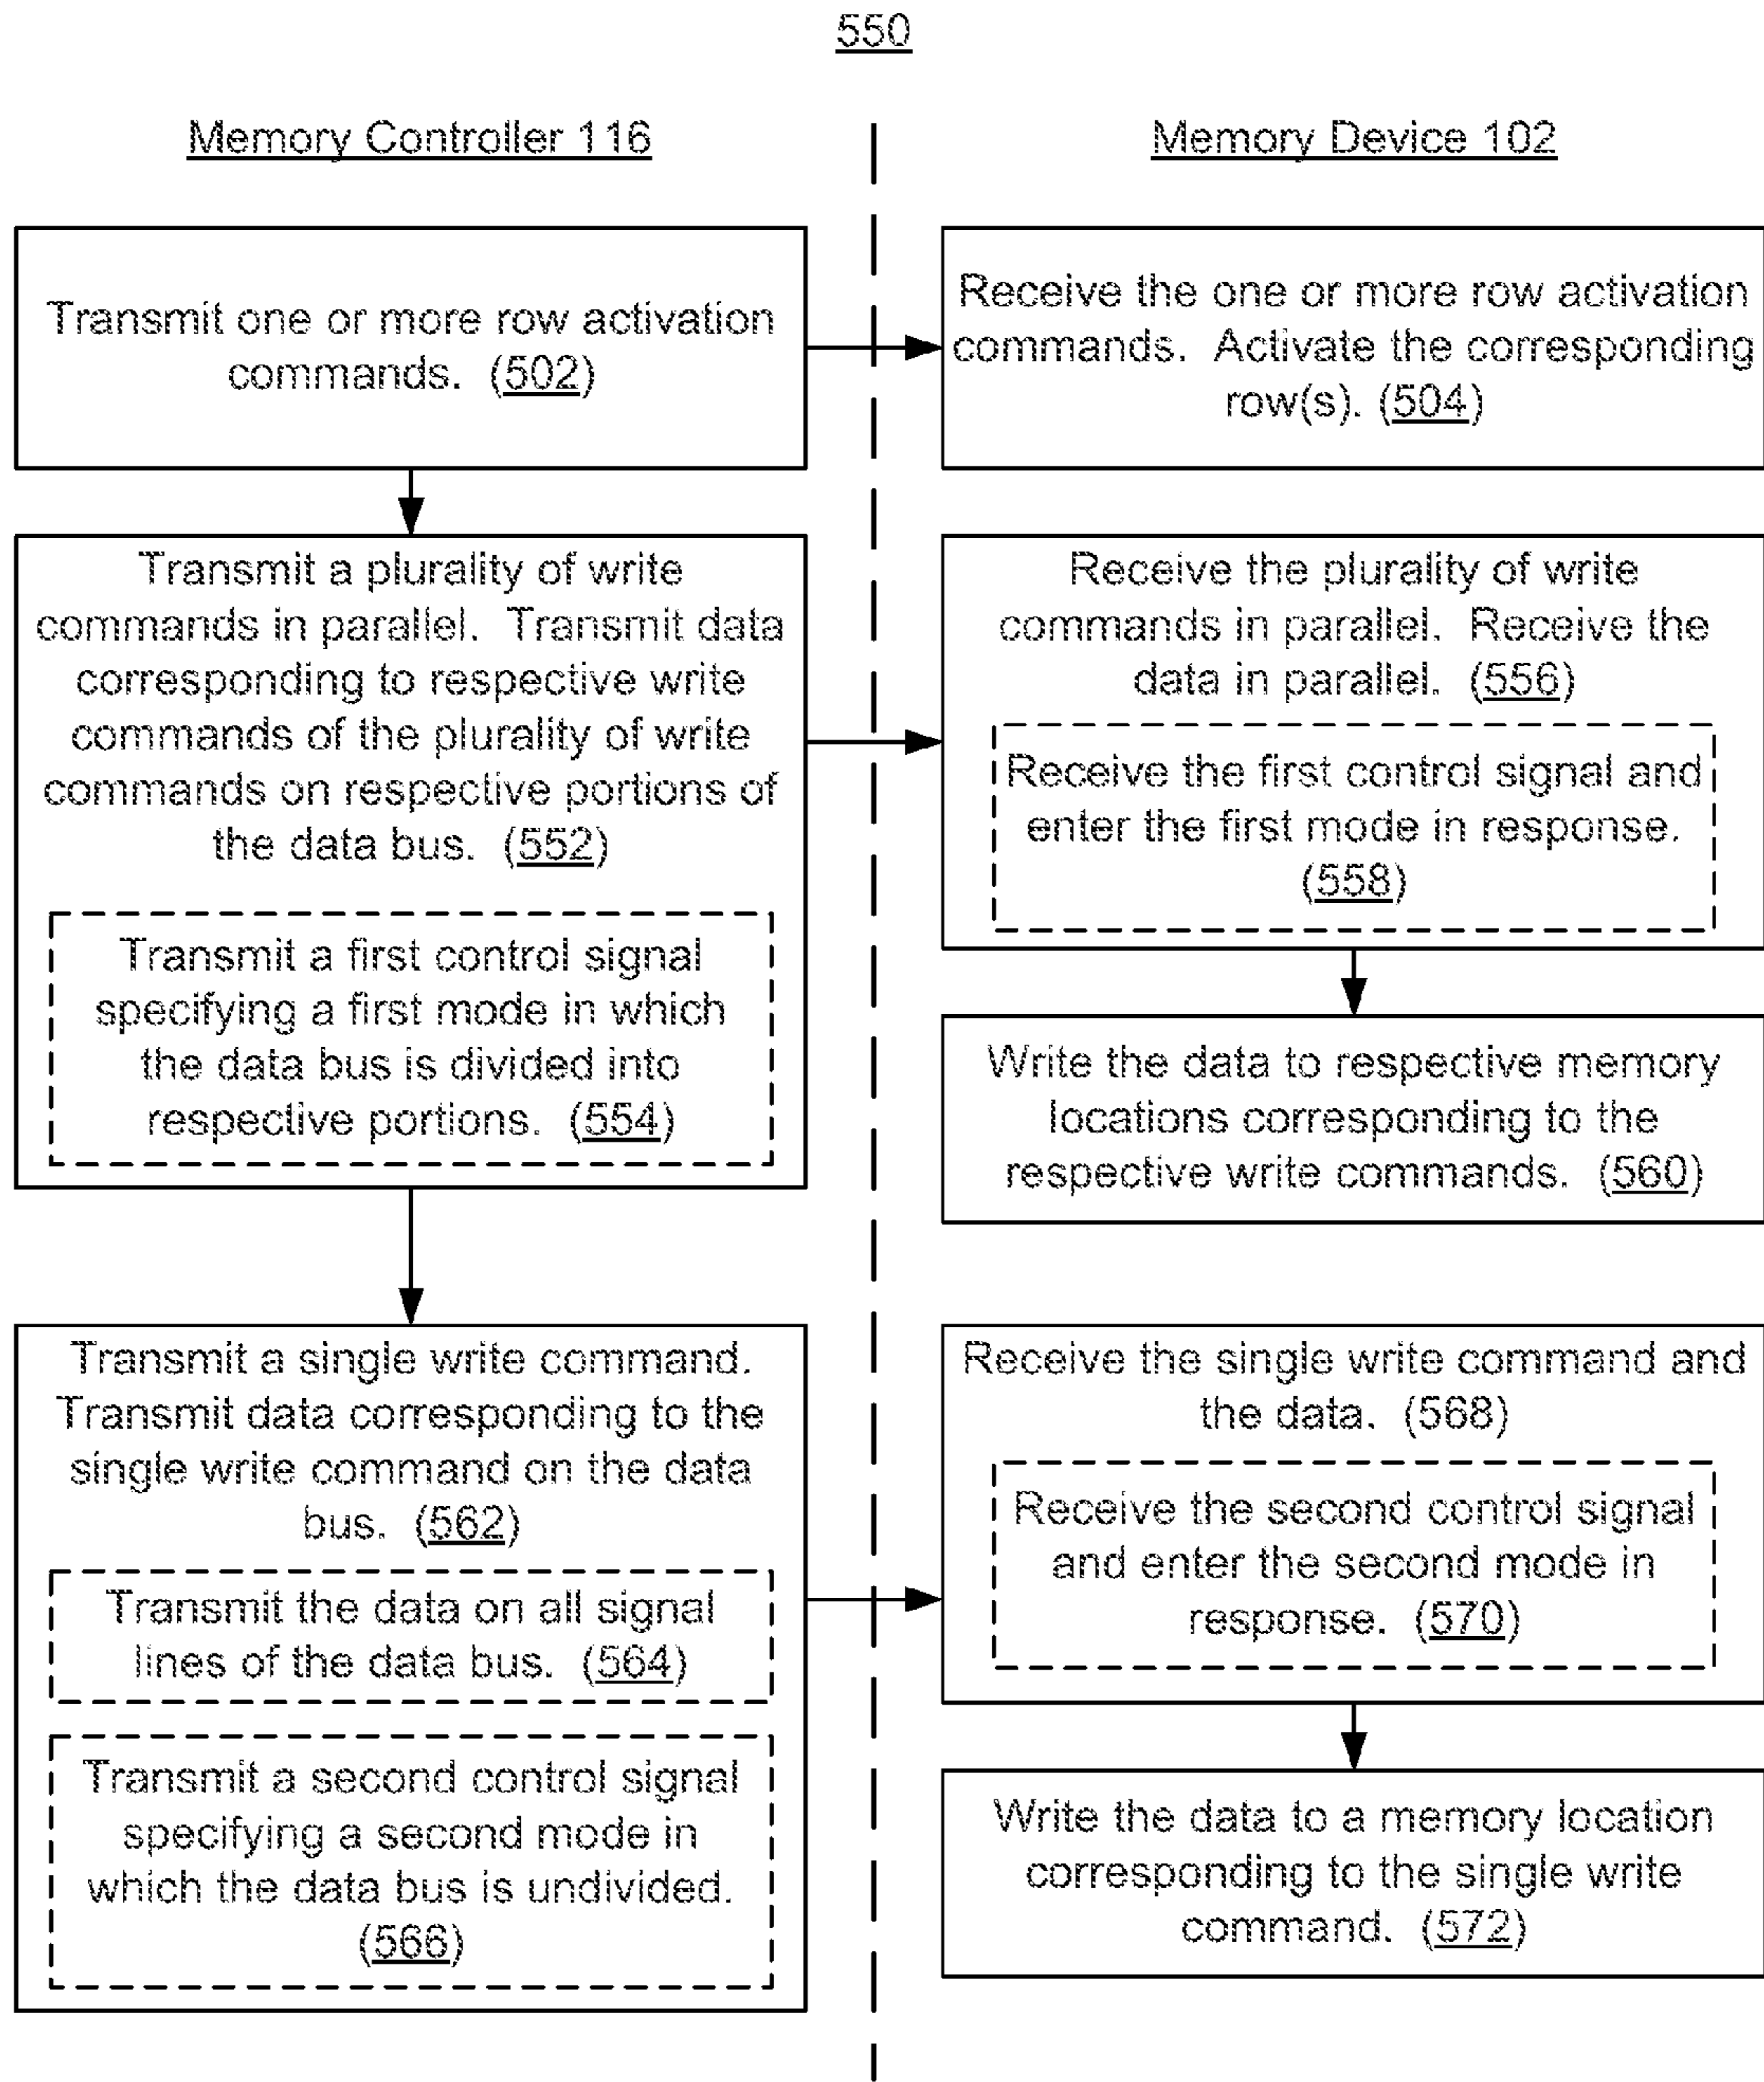 550
Memory Controller 116
Memory Device 102
Transmit one or more row activation
commands. (502)
Receive the one or more row activation
commands. Activate the corresponding
row(s). (504)
Transmit a plurality of write
commands in parallel. Transmit data
corresponding to respective write
commands of the plurality of write
commands on respective portions of
the data bus. (552)
Transmit a first control signal
specifying a first mode in which
the data bus is divided into
respective portions. (554)
Receive the plurality of write
commands in parallel. Receive the
data in parallel. (556)
Receive the first control signal and
enter the first mode in response.
(558)
Write the data to respective memory
locations corresponding to the
respective write commands. (560)
Transmit a single write command.
Transmit data corresponding to the
single write command on the data
bus. (562)
Transmit the data on all signal
lines of the data bus. (564)
Transmit a second control signal
specifying a second mode in
which the data bus is undivided.
(566)
Receive the single write command and
the data. (568)
Receive the second control signal
and enter the second mode in
response. (570)
Write the data to a memory location
corresponding to the single write
command. (572)